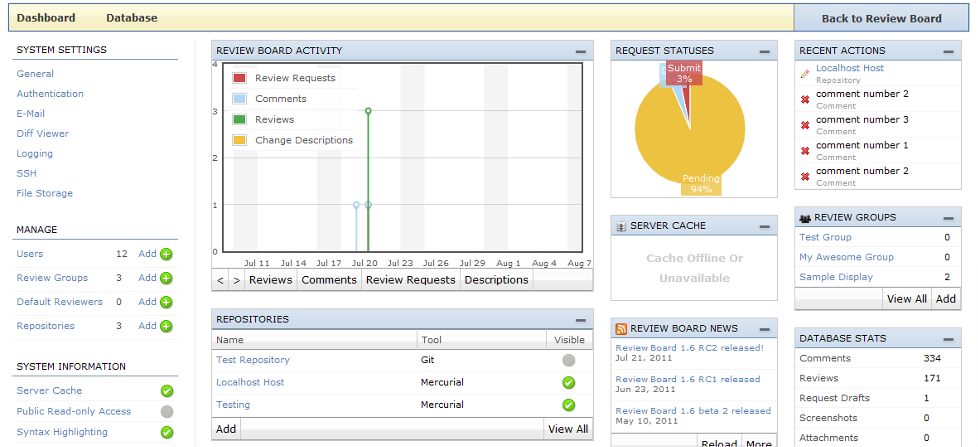 Dashboard Database Back to Review Board
SYSTEM SETTINGS
General
Authentication
E-Mail
Diff Viewer
Logging
SSH
File Storage
MANAGE
Users 12 Add
Review Groups 3 Add
Default Reviewers 0 Add
Repositories 3 Add
SYSTEM INFORMATION
Server Cache
Public Read-only Access
Syntax Highlighting
REVIEW BOARD ACTIVITY
4
3
2
1
0
Review Requests
Comments
Reviews
Change Descriptions
Jul 11 Jul 14 Jul 17 Jul 20 Jul 23 Jul 26 Jul 29 Aug 1 Aug 4 Aug 7
< > Reviews Comments Review Requests Descriptions
REPOSITORIES
Name Tool Visible
Test Repository Git
Localhost Host Mercurial
Testing Mercurial
Add View All
REQUEST STATUSES
Submit
3%
Pending
94%
SERVER CACHE
Cache Offline Or
Unavailable
REVIEW BOARD NEWS
Review Board 1.6 RC2 released!
Jul 21, 2011
Review Board 1.6 RC1 released
Jun 23, 2011
Review Board 1.6 beta 2 released
May 10, 2011
Reload More
RECENT ACTIONS
Localhost Host
Repository
comment number 2
Comment
comment number 3
Comment
comment number 1
Comment
comment number 2
Comment
REVIEW GROUPS
Test Group 0
My Awesome Group 0
Sample Display 2
View All Add
DATABASE STATS
Comments 334
Reviews 171
Request Drafts 1
Screenshots 0
Attachments 0